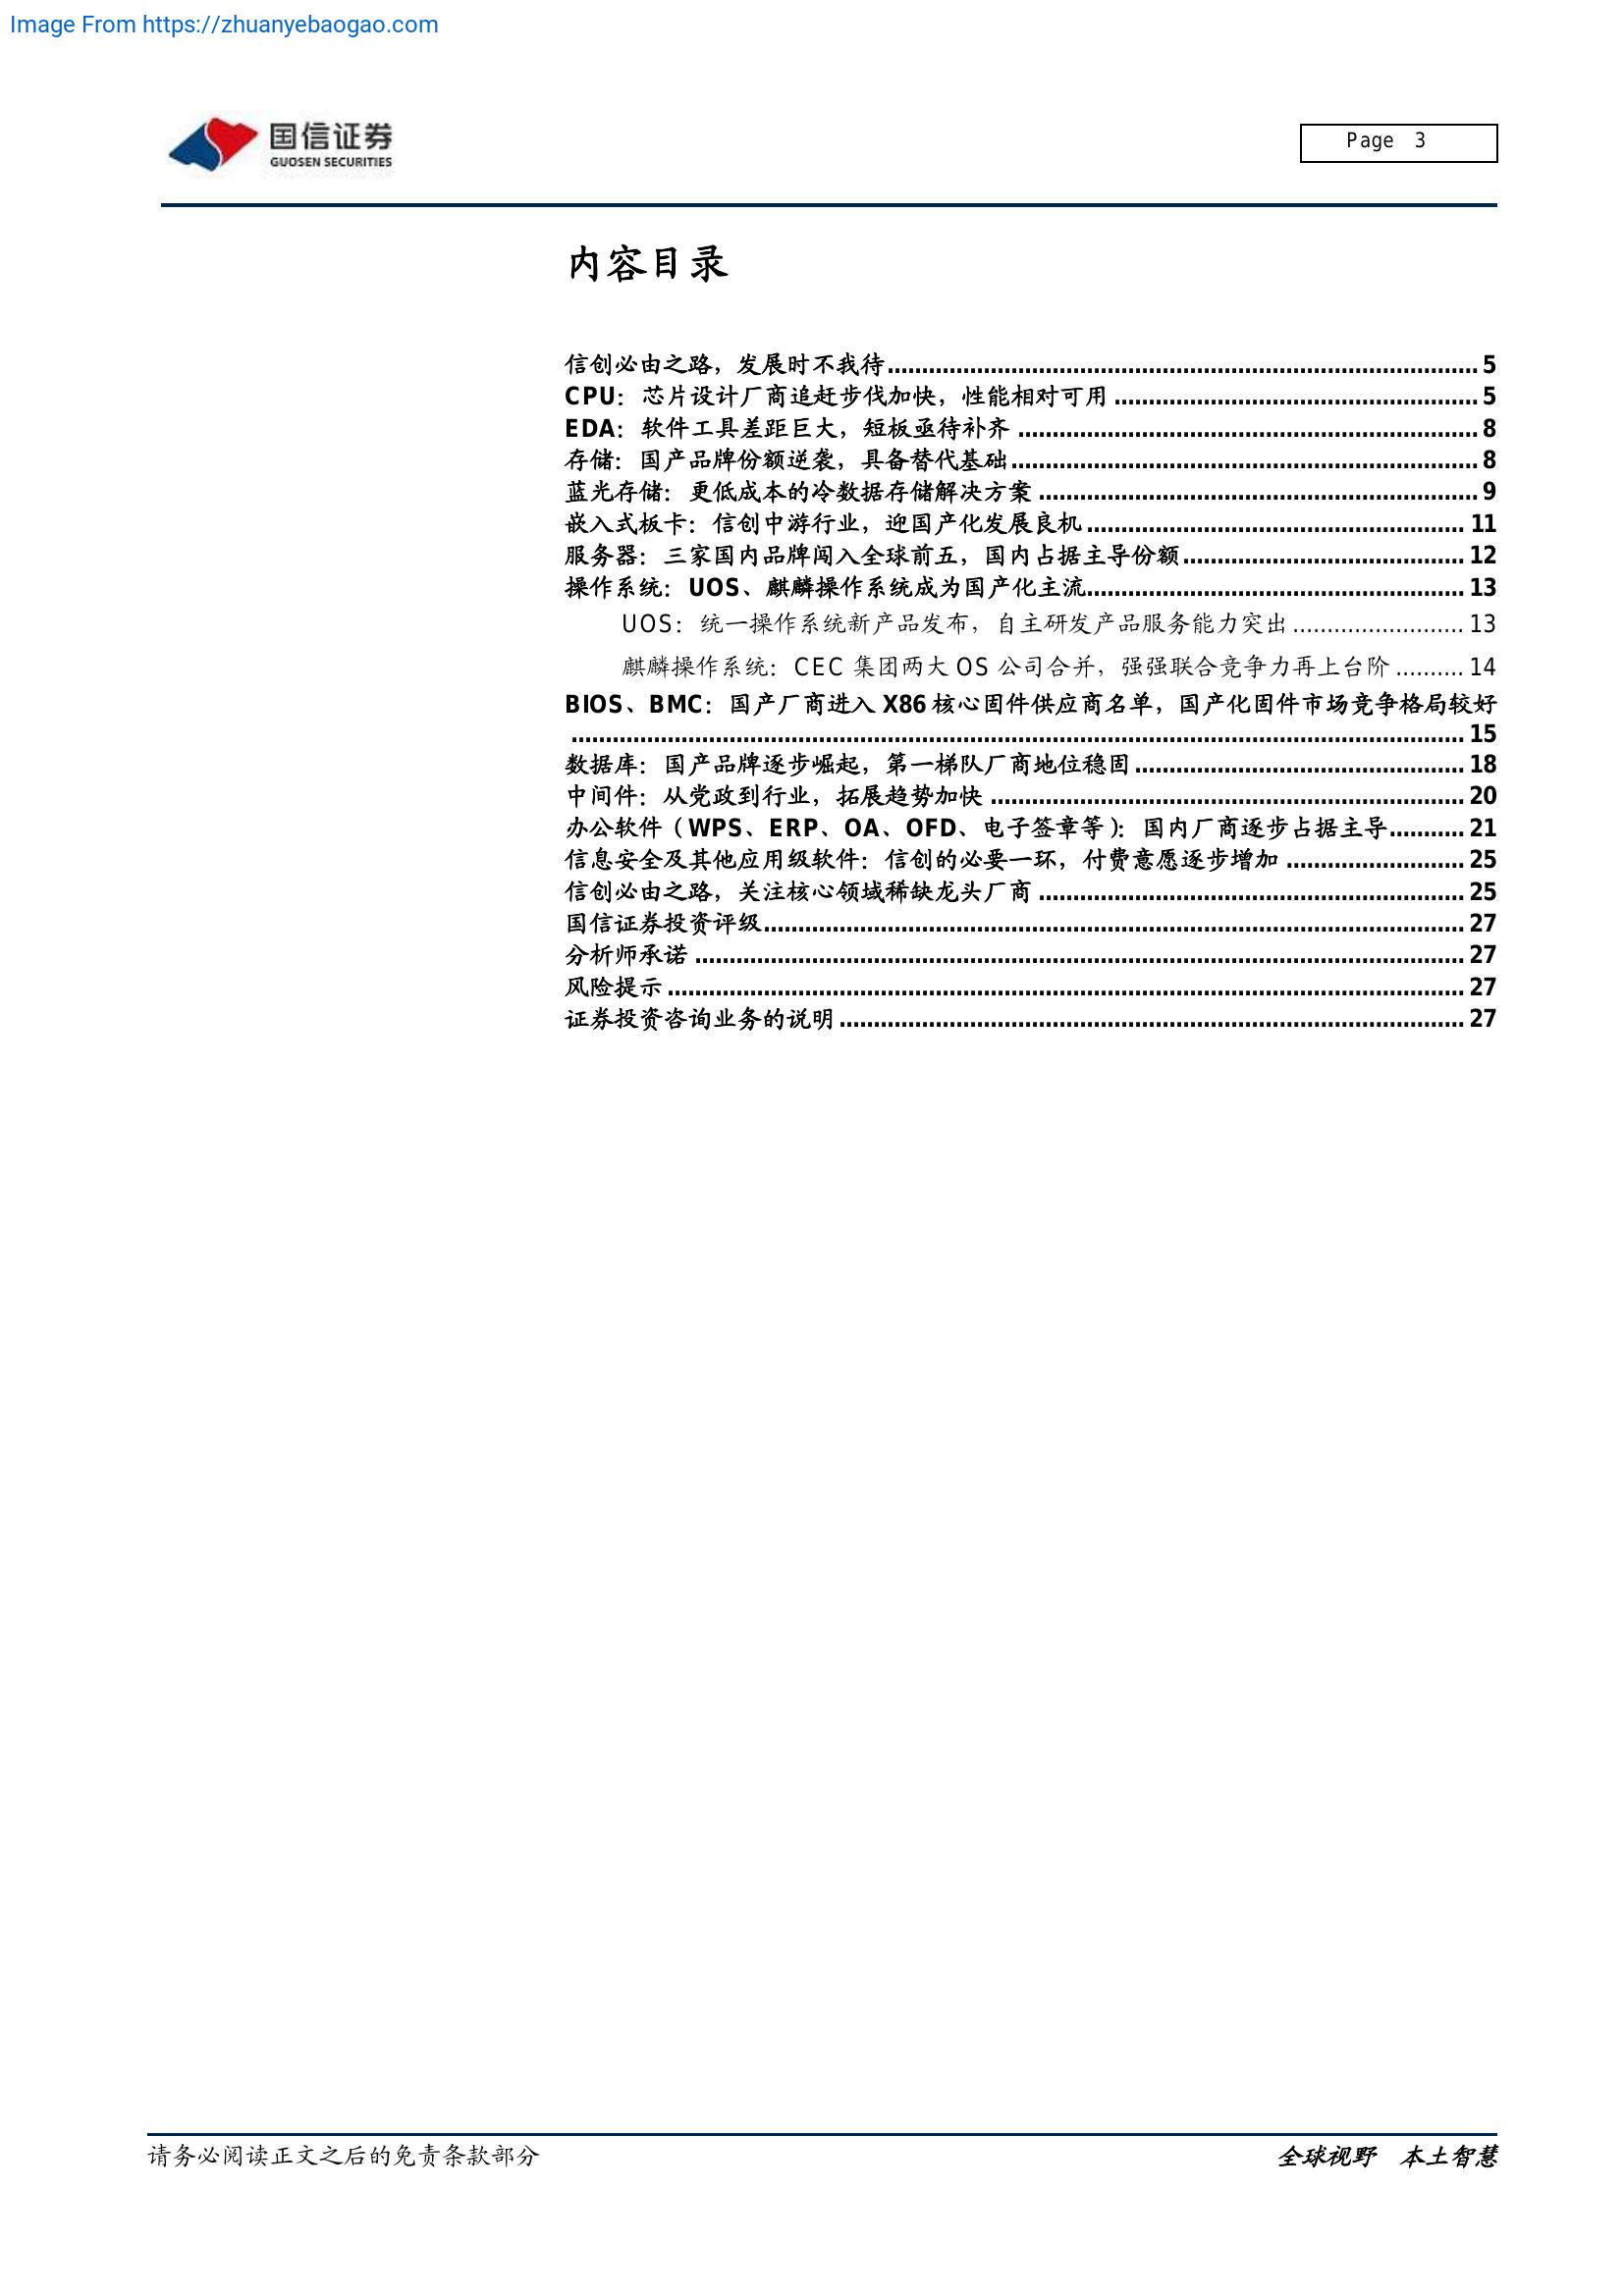 Image From https://zhuanyebaogao.com
国信证券
GUOSEN SECURITIES
Page 3
内容目录
信创必由之路，发展时不我待 5
CPU：芯片设计厂商追赶步伐加快，性能相对可用 5
EDA：软件工具差距巨大，短板亟待补齐 8
存储：国产品牌份额逆袭，具备替代基础 8
蓝光存储：更低成本的冷数据存储解决方案 9
嵌入式板卡：信创中游行业，迎国产化发展良机 11
服务器：三家国内品牌闯入全球前五，国内占据主导份额 12
操作系统：UOS、麒麟操作系统成为国产化主流 13
UOS：统一操作系统新产品发布，自主研发产品服务能力突出 13
麒麟操作系统：CEC 集团两大 OS 公司合并，强强联合竞争力再上台阶 14
BIOS、BMC：国产厂商进入 X86 核心固件供应商名单，国产化固件市场竞争格局较好
15
数据库：国产品牌逐步崛起，第一梯队厂商地位稳固 18
中间件：从党政到行业，拓展趋势加快 20
办公软件（WPS、ERP、OA、OFD、电子签章等）：国内厂商逐步占据主导 21
信息安全及其他应用级软件：信创的必要一环，付费意愿逐步增加 25
信创必由之路，关注核心领域稀缺龙头厂商 25
国信证券投资评级 27
分析师承诺 27
风险提示 27
证券投资咨询业务的说明 27
请务必阅读正文之后的免责条款部分
全球视野 本土智慧